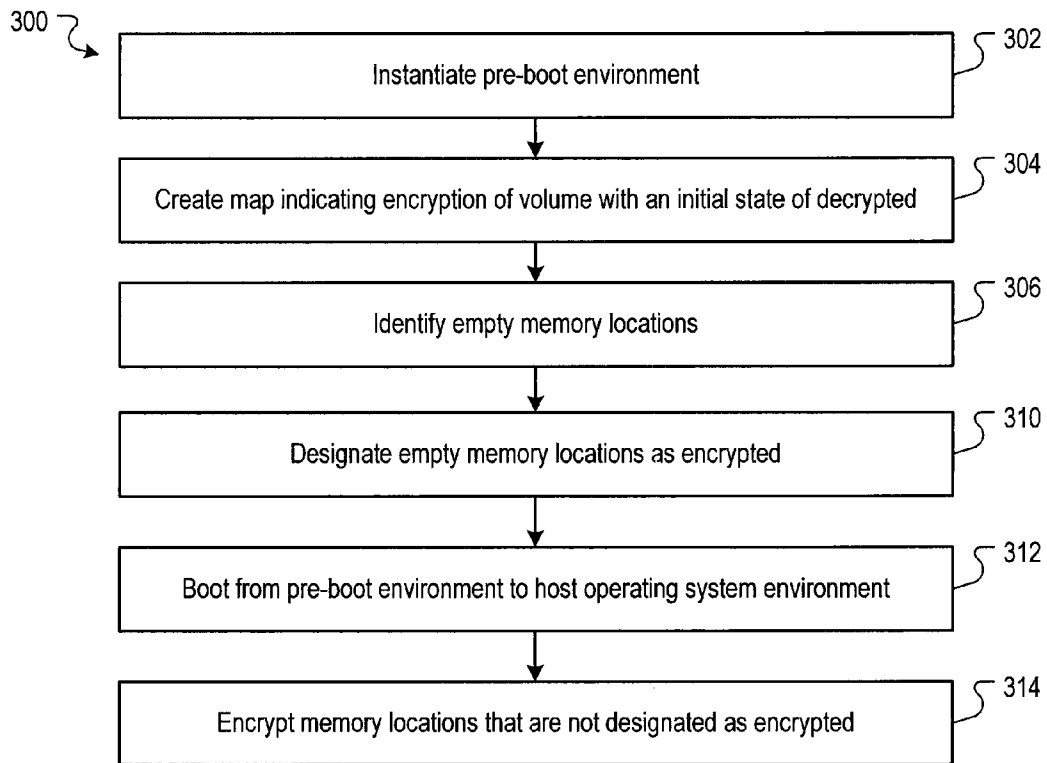 300
302
Instantiate pre-boot environment
304
Create map indicating encryption of volume with an initial state of decrypted
306
Identify empty memory locations
310
Designate empty memory locations as encrypted
312
Boot from pre-boot environment to host operating system environment
314
Encrypt memory locations that are not designated as encrypted